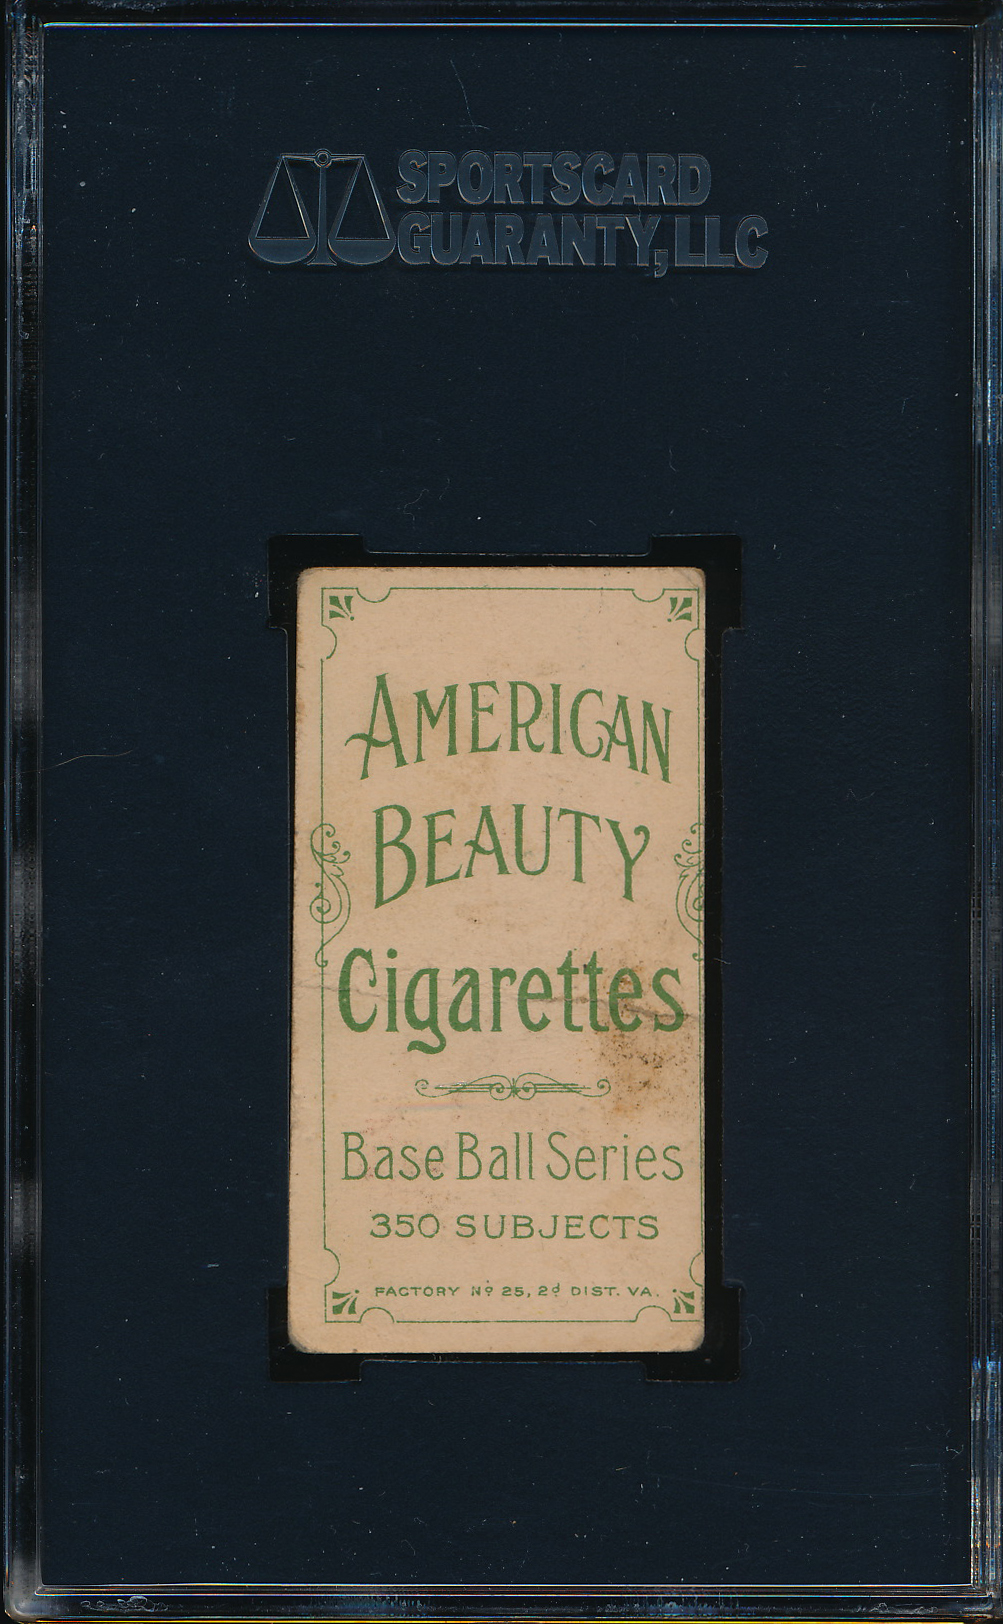 SPORTSCARD
GUARANTY, LLC
AMERICAN
BEAUTY
Cigarettes
Base Ball Series
350 SUBJECTS
FACTORY Nº 25, 2d DIST. VA.